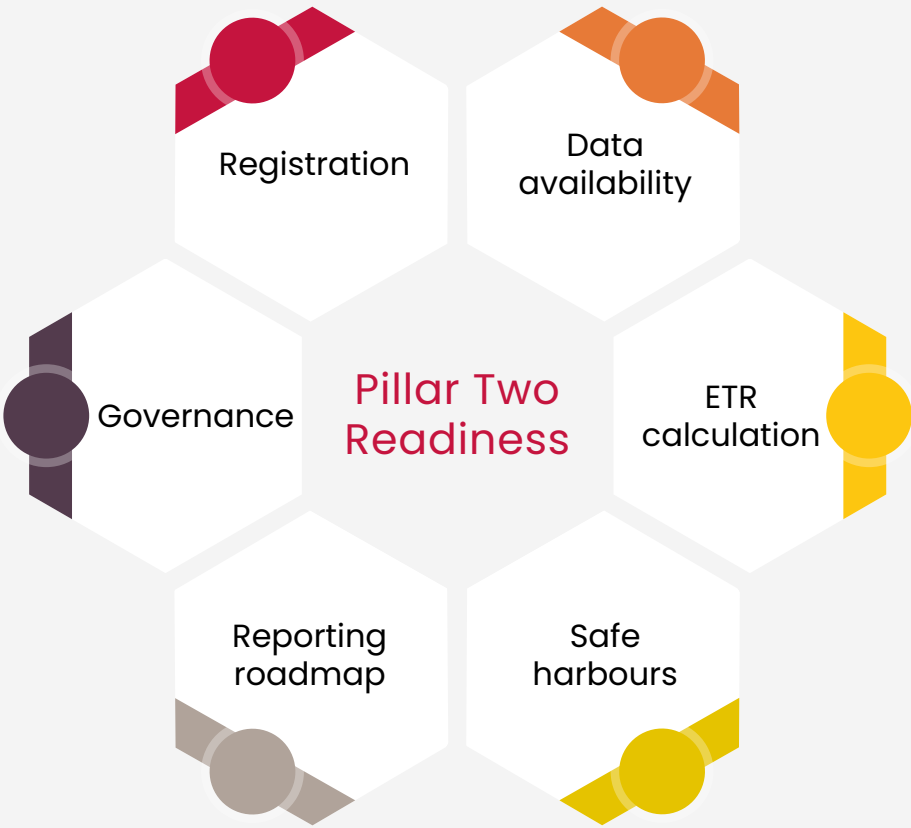 Registration
Data
availability
Governance
Pillar Two
Readiness
ETR
calculation
Reporting
roadmap
Safe
harbours